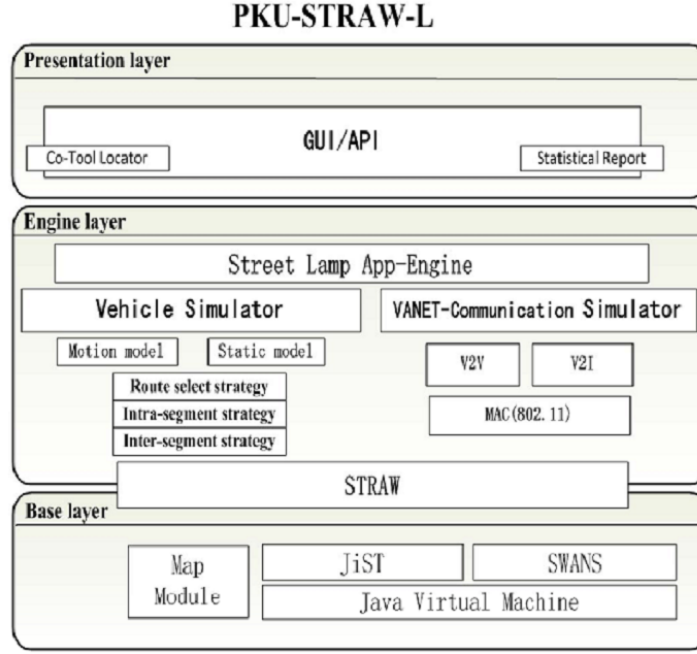 PKU-STRAW-L
Presentation layer
GUI/API
Co-Tool Locator
Statistical Report
Engine layer
Street Lamp App-Engine
Vehicle Simulator
VANET-Communication Simulator
Motion model
Static model
V2V
V2I
Route select strategy
Intra-segment strategy
Inter-segment strategy
MAC(802.11)
STRAW
Base layer
Map
Module
JiST
SWANS
Java Virtual Machine